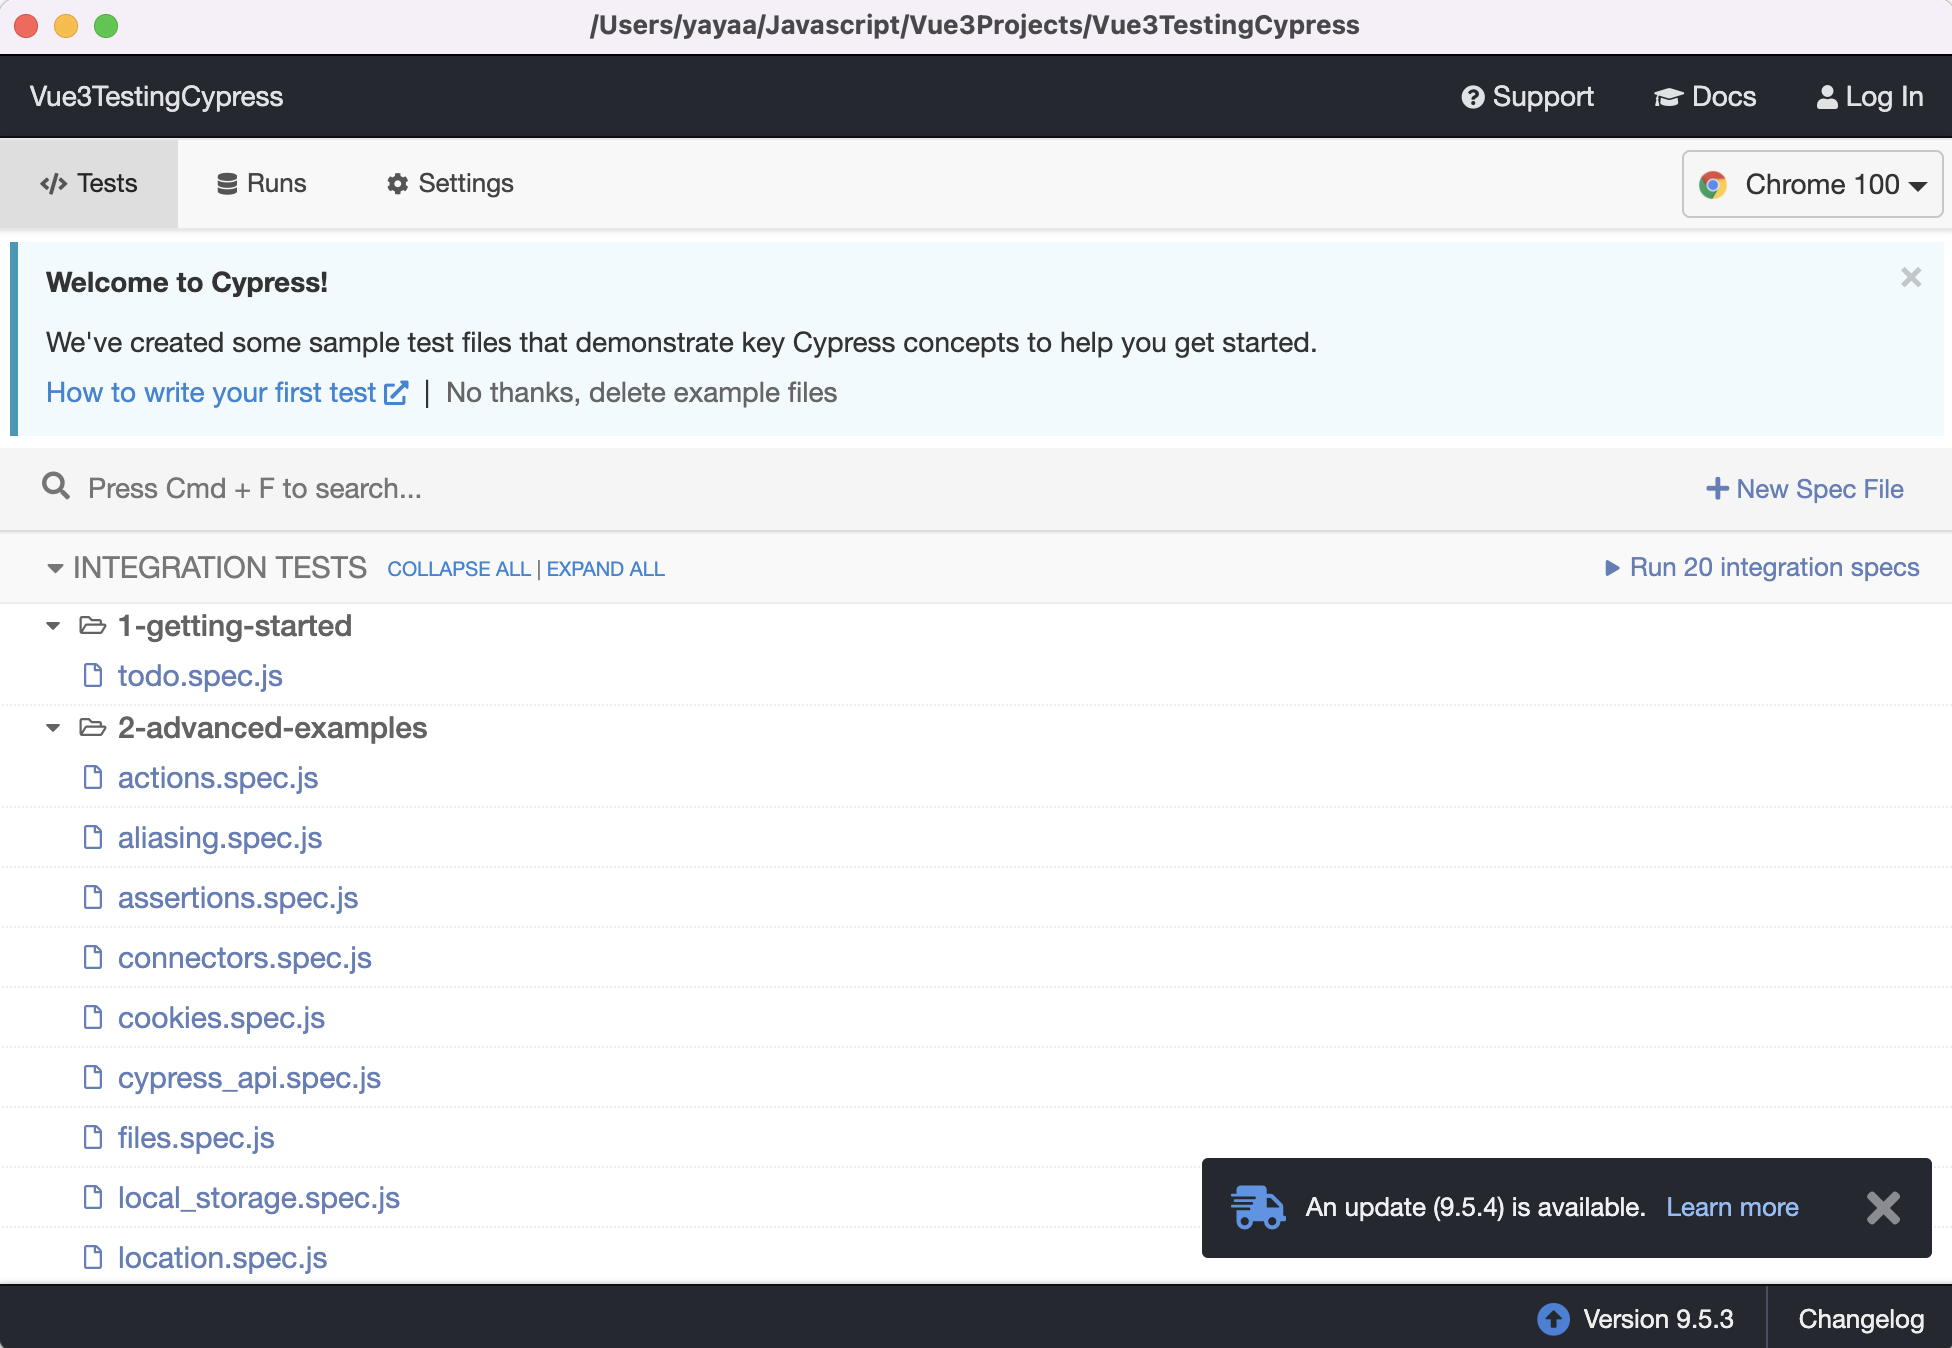 /Users/yayaa/Javascript/Vue3Projects/Vue3TestingCypress
Vue3TestingCypress Support Docs Log In
Tests Runs Settings Chrome 100
Welcome to Cypress!
We've created some sample test files that demonstrate key Cypress concepts to help you get started.
How to write your first test | No thanks, delete example files
Press Cmd + F to search... New Spec File
INTEGRATION TESTS COLLAPSE ALL | EXPAND ALL Run 20 integration specs
1-getting-started
todo.spec.js
2-advanced-examples
actions.spec.js
aliasing.spec.js
assertions.spec.js
connectors.spec.js
cookies.spec.js
cypress_api.spec.js
files.spec.js
local_storage.spec.js
An update (9.5.4) is available. Learn more
location.spec.js
Version 9.5.3 Changelog